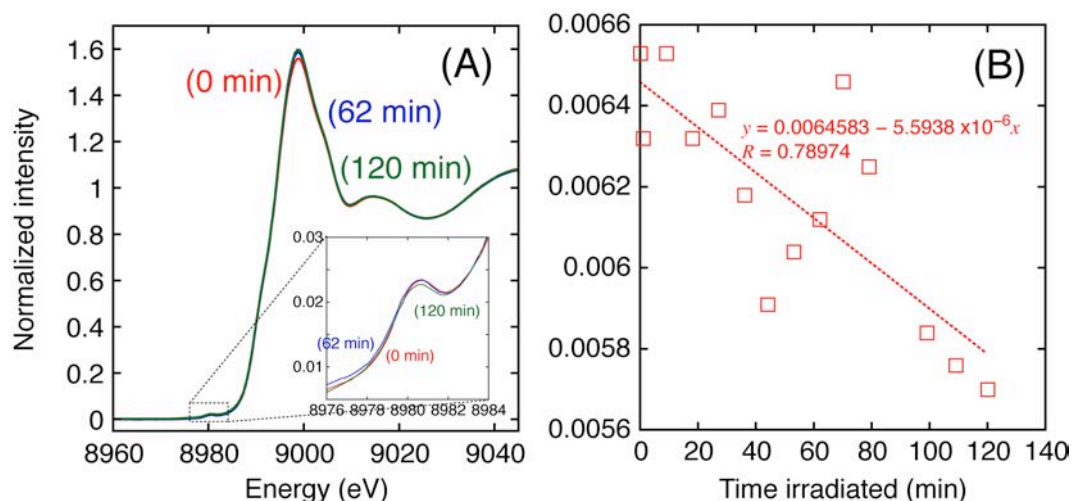 (A)
(0 min)
(62 min)
(120 min)
Normalized intensity
1.6
1.4
1.2
1
0.8
0.6
0.4
0.2
0
8960
8980
9000
9020
9040
Energy (eV)
0.03
0.02
0.01
(62 min)
(0 min)
(120 min)
8976
8978
8980
8982
8984
(B)
0.0066
0.0064
0.0062
0.006
0.0058
0.0056
y = 0.0064583 – 5.5938 x10⁻⁶x
R = 0.78974
0
20
40
60
80
100
120
140
Time irradiated (min)